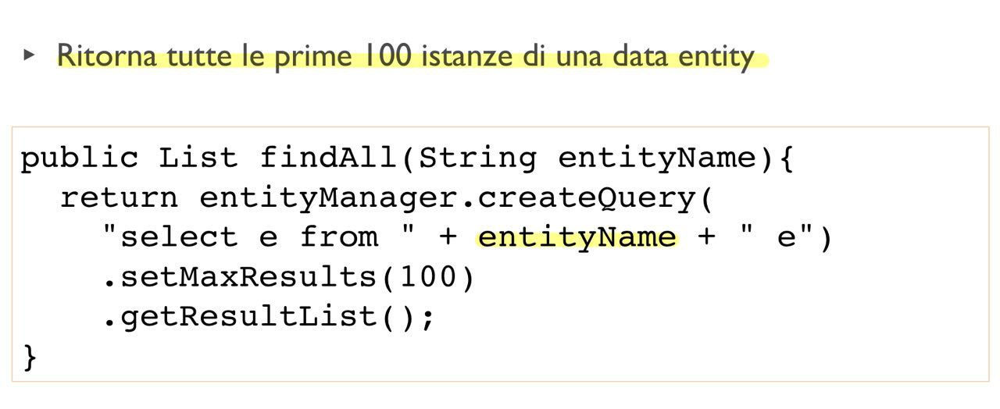 ▸ Ritorna tutte le prime 100 istanze di una data entity
public List findAll(String entityName){
  return entityManager.createQuery(
    "select e from " + entityName + " e")
    .setMaxResults(100)
    .getResultList();
}